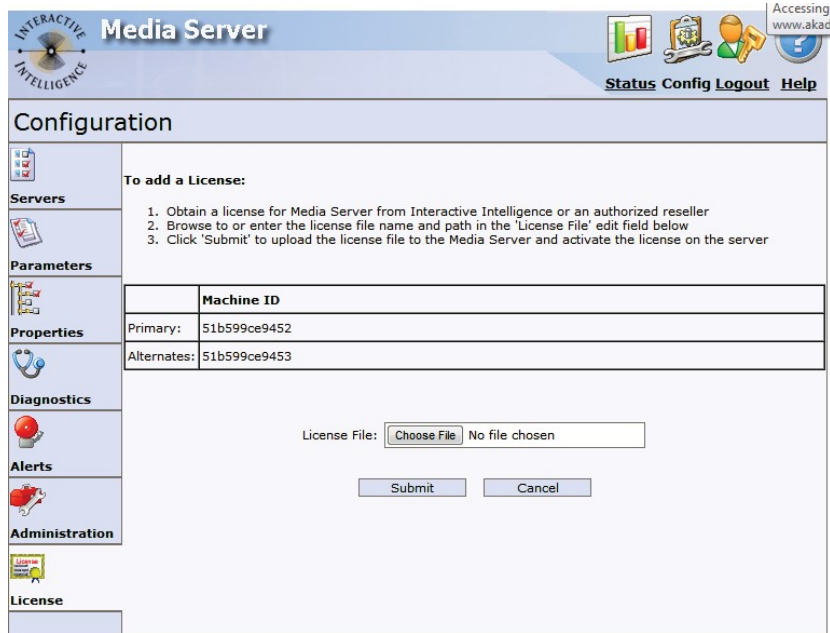 INTERACTIVE
INTELLIGENCE
Media Server
Accessing
www.akad
Status Config Logout Help
Configuration
Servers
Parameters
Properties
Diagnostics
Alerts
Administration
License
License
To add a License:
1. Obtain a license for Media Server from Interactive Intelligence or an authorized reseller
2. Browse to or enter the license file name and path in the 'License File' edit field below
3. Click 'Submit' to upload the license file to the Media Server and activate the license on the server
Machine ID
Primary: 51b599ce9452
Alternates: 51b599ce9453
License File: Choose File No file chosen
Submit Cancel